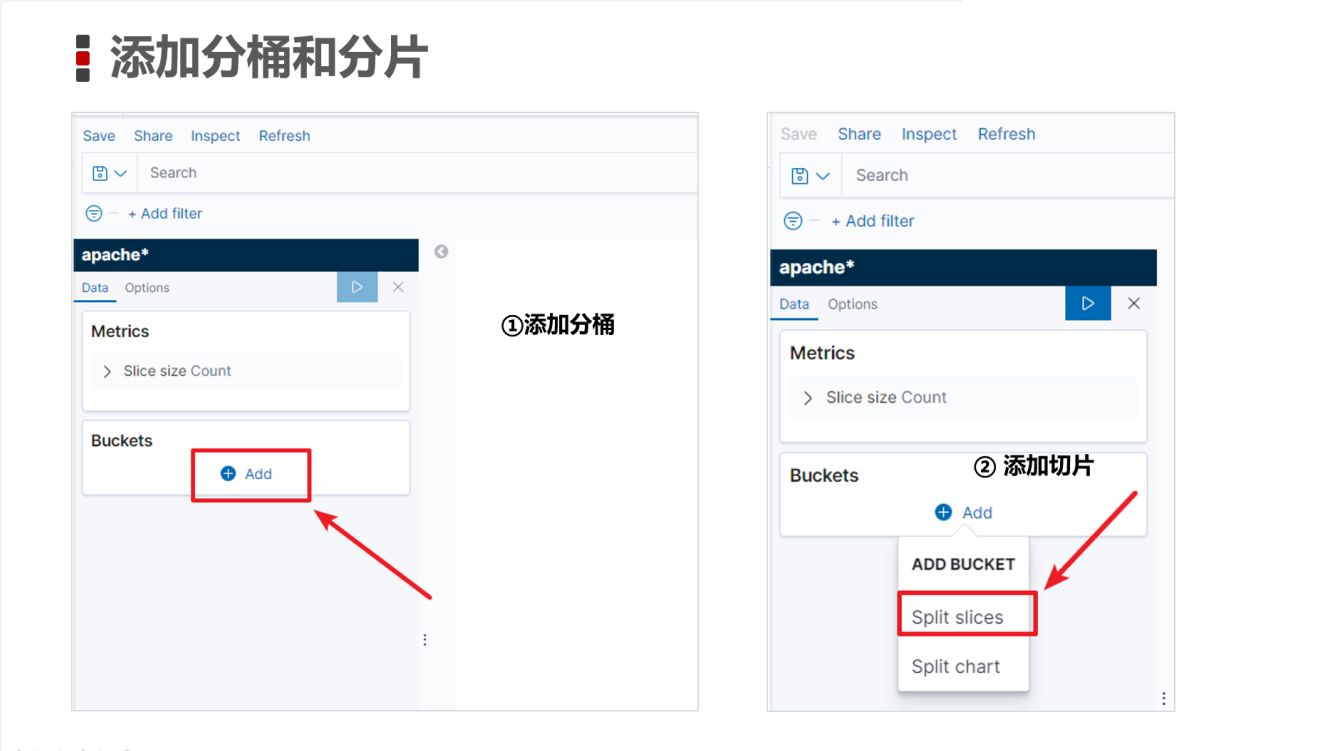 添加分桶和分片
Save Share Inspect Refresh
Search
+ Add filter
apache*
Data Options
Metrics
Slice size Count
Buckets
Add
①添加分桶
Save Share Inspect Refresh
Search
+ Add filter
apache*
Data Options
Metrics
Slice size Count
Buckets
② 添加切片
Add
ADD BUCKET
Split slices
Split chart